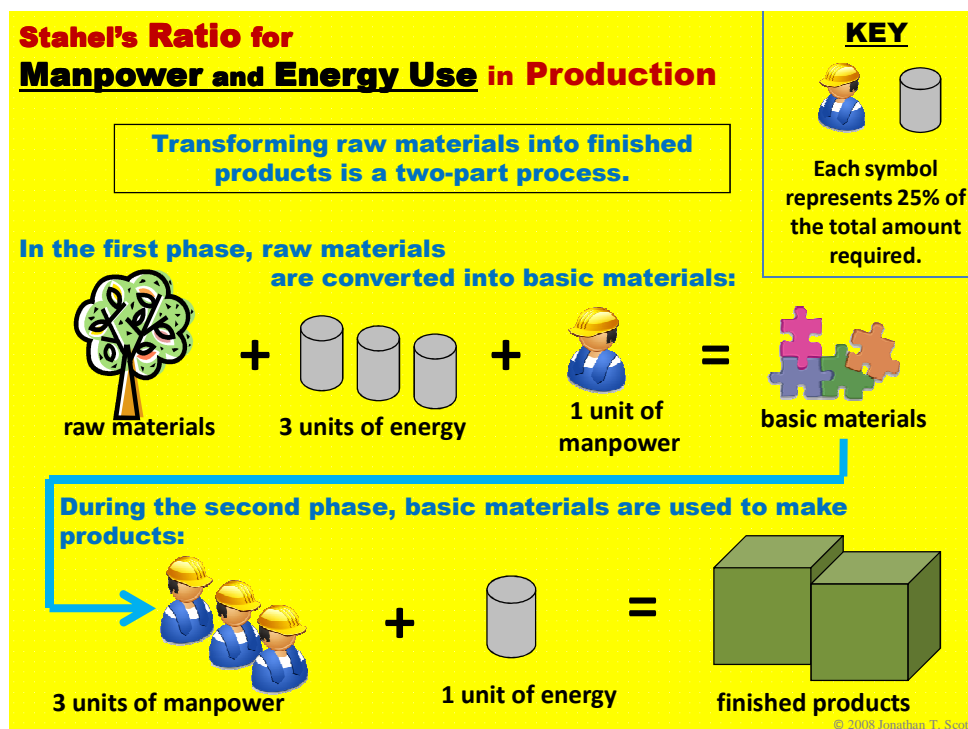 Stahel's Ratio for
Manpower and Energy Use in Production
KEY
Each symbol
represents 25% of
the total amount
required.
Transforming raw materials into finished
products is a two-part process.
In the first phase, raw materials
are converted into basic materials:
+
+
=
raw materials
3 units of energy
1 unit of
manpower
basic materials
During the second phase, basic materials are used to make
products:
+
=
3 units of manpower
1 unit of energy
finished products
© 2008 Jonathan T. Scot